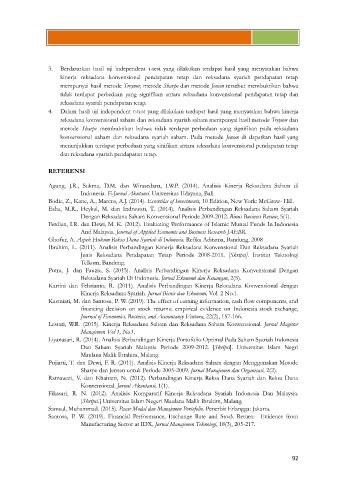 3. Berdasarkan hasil uji independent t-test yang dilakukan terdapat hasil yang menyatakan bahwa
kinerja reksadana konvensional pendapatan tetap dan reksadana syariah pendapatan tetap
mempunyai hasil metode Treynor, metode Sharpe dan metode Jensen tersebut membuktikan bahwa
tidak terdapat perbedaan yang signifikan antara reksadana konvensional pendapatan tetap dan
reksadana syariah pendapatan tetap.
4. Dalam hasil uji independent t-test yang dilakukan terdapat hasil yang menyatakan bahwa kinerja
reksadana konvensional saham dan reksadana syariah saham mempunyai hasil metode Treynor dan
metode Sharpe membuktikan bahwa tidak terdapat perbedaan yang signifikan pada reksadana
konvensional saham dan reksadana syariah saham. Pada metode Jensen di dapatkan hasil yang
menunjukkan terdapat perbedaan yang sinifikan antara reksadana konvensional pendapatan tetap
dan reksadana syariah pendapatan tetap.
REFERENSI
Agung, J.R., Sukma, D.M. dan Wirasedana, I.W.P. (2014). Analisis Kinerja Reksadana Saham di
Indonesia. E-Jurnal Akuntansi. Universitas Udayana, Bali.
Bodie, Z., Kane, A., Marcus, A.J. (2014). Essentials of Investments, 10 Edition, New York: McGraw-Hill.
Esha, M.R., Heykal, M. dan Indrawati, T. (2014). Analisis Perbandingan Reksadana Saham Syariah
Dengan Reksadana Saham Konvensional Periode 2009-2012. Binus Business Review, 5(1).
Ferdian, I.R. dan Dewi, M. K. (2012). Evaluating Performance of Islamic Mutual Funds In Indonesia
And Malaysia. Journal of Applied Economic and Business Research JAEBR.
Ghofur, A. Aspek Hukum Reksa Dana Syariah di Indonesia. Refika Aditama, Bandung, 2008
Ibrahim, L. (2011). Analisis Perbandingan Kinerja Reksadana Konvensional Dan Reksadana Syariah
Jenis Reksadana Pendapatan Tetap Periode 2008-2010. [Skripsi]. Institut Teknologi
Telkom, Bandung.
Putra, J. dan Fauzie, S. (2015). Analisis Perbandingan Kinerja Reksadana Konvensional Dengan
Reksadana Syariah Di Indonesia. Jurnal Ekonomi dan Keuangan, 2(5).
Kartini dan Febrianto, R. (2011). Analisis Perbandingan Kinerja Reksadana Konvensional dengan
Kinerja Reksadana Syariah. Jurnal Bisnis dan Ekonomi, Vol. 2 No.1.
Kusmiati, M. dan Santosa, P. W. (2019). The effect of earning information, cash flow components, and
financing decision on stock returns: empirical evidence on Indonesia stock exchange,
Journal of Economics, Business, and Accountancy Ventura, 22(2), 157-166.
Lestari, W.R. (2015). Kinerja Reksadana Saham dan Reksadana Saham Konvensional. Jurnal Magister
Manajemen Vol 1, No.1.
Liyanasari, R. (2014). Analisis Perbandingan Kinerja Portofolio Optimal Pada Saham Syariah Indonesia
Dan Saham Syariah Malaysia Periode 2009-2012. [Skripsi]. Universitas Islam Negri
Maulana Malik Ibrahim, Malang.
Pujiani, T. dan Dewi, F. R. (2011). Analisis Kinerja Reksadana Saham dengan Menggunakan Metode
Sharpe dan Jensen untuk Periode 2005-2009. Jurnal Manajemen dan Organisasi, 2(2).
Ratnawati, V. dan Khairani, N. (2012). Perbandingan Kinerja Reksa Dana Syariah dan Reksa Dana
Konvensional. Jurnal Akuntansi, 1(1).
Fikasari, R. N. (2012). Analisis Komparatif Kinerja Reksadana Syariah Indonesia Dan Malaysia.
[Skripsi.] Universitas Islam Negeri Maulana Malik Ibrahim, Malang.
Samsul, Muhammad. (2015). Pasar Modal dan Manajemen Portofolio. Penerbit Erlangga: Jakarta.
Santosa, P. W. (2019). Financial Performance, Exchange Rate and Stock Return: Evidence from
Manufacturing Sector at IDX, Jurnal Manajemen Teknologi, 18(3), 205-217.
92